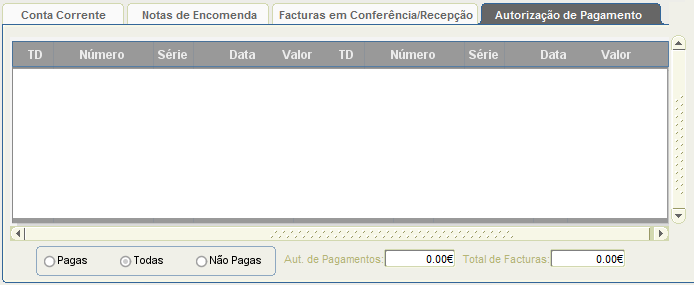 Conta Corrente Notas de Encomenda Facturas em Conferência/Recepção Autorização de Pagamento
TD Número Série Data Valor TD Número Série Data Valor
Pagas Todas Não Pagas Aut. de Pagamentos: 0.00€ Total de Facturas: 0.00€